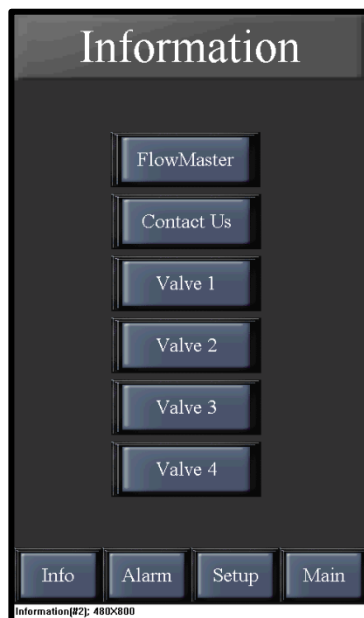 Information
FlowMaster
Contact Us
Valve 1
Valve 2
Valve 3
Valve 4
Info Alarm Setup Main
Information(#2); 480X800